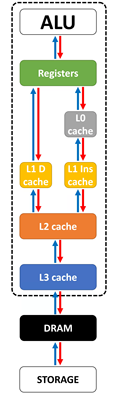 ALU
Registers
L0
cache
L1 D
cache
L1 Ins
cache
L2 cache
L3 cache
DRAM
STORAGE